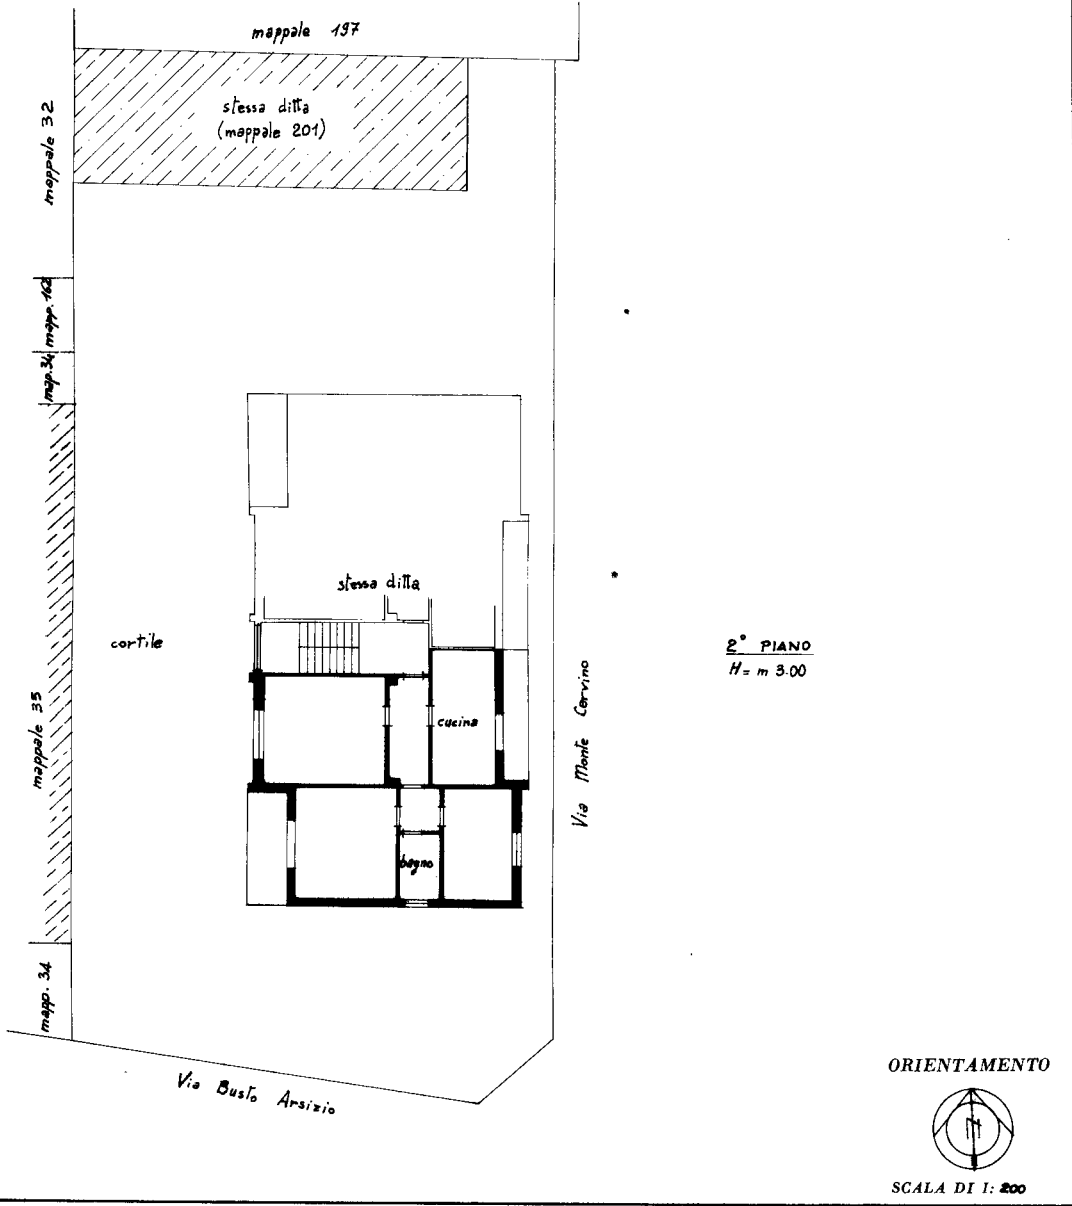 mappale 197
stessa ditta
(mappale 201)
mappale 32
mapp. 162
map. 34
stessa ditta
cortile
2° PIANO
H = m 3.00
mappale 35
Via Monte Cervino
cucina
bagno
mapp. 34
Via Busto Arsizio
ORIENTAMENTO
N
SCALA DI 1: 200